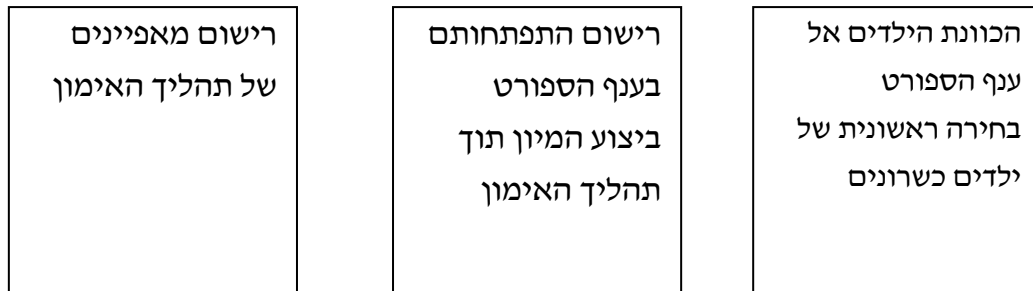 הכוונת הילדים אל
ענף הספורט
בחירה ראשונית של
ילדים כשרונים
רישום התפתחותם
בענף הספורט
ביצוע המיון תוך
תהליך האימון
רישום מאפיינים
של תהליך האימון